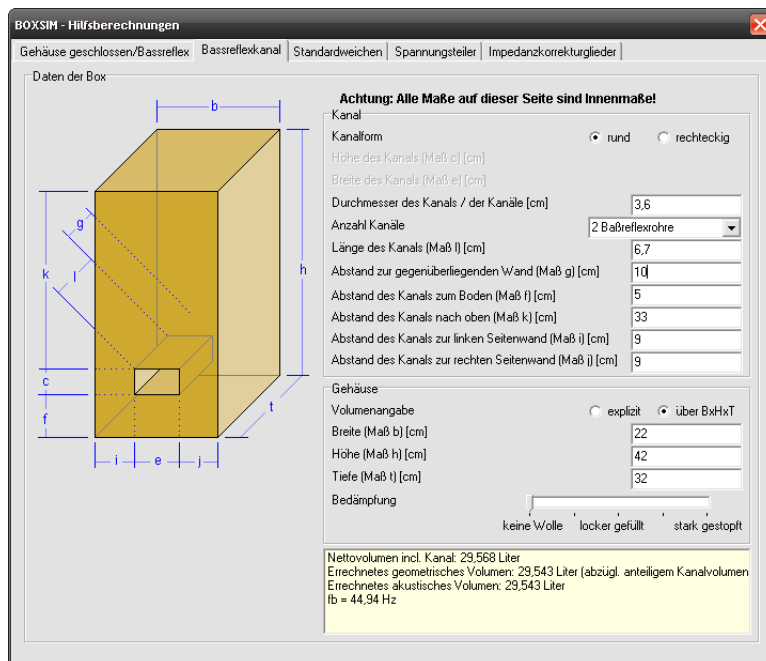 BOXSIM - Hilfsberechnungen
Gehäuse geschlossen/Bassreflex Bassreflexkanal Standardweichen Spannungsteiler Impedanzkorrekturglieder
Daten der Box
Achtung: Alle Maße auf dieser Seite sind Innenmaße!
Kanal
Kanalform rund rechteckig
Höhe des Kanals (Maß c) [cm]
Breite des Kanals (Maß e) [cm]
Durchmesser des Kanals / der Kanäle [cm] 3,6
Anzahl Kanäle 2 Baßreflexrohre
Länge des Kanals (Maß l) [cm] 6,7
Abstand zur gegenüberliegenden Wand (Maß g) [cm] 10
Abstand des Kanals zum Boden (Maß f) [cm] 5
Abstand des Kanals nach oben (Maß k) [cm] 33
Abstand des Kanals zur linken Seitenwand (Maß i) [cm] 9
Abstand des Kanals zur rechten Seitenwand (Maß j) [cm] 9
Gehäuse
Volumenangabe explizit über BxHxT
Breite (Maß b) [cm] 22
Höhe (Maß h) [cm] 42
Tiefe (Maß t) [cm] 32
Bedämpfung
keine Wolle locker gefüllt stark gestopft
Nettovolumen incl. Kanal: 29,568 Liter
Errechnetes geometrisches Volumen: 29,543 Liter (abzügl. anteiligem Kanalvolumen
Errechnetes akustisches Volumen: 29,543 Liter
fb = 44,94 Hz
b
g
k
l
h
c
f
t
i e j